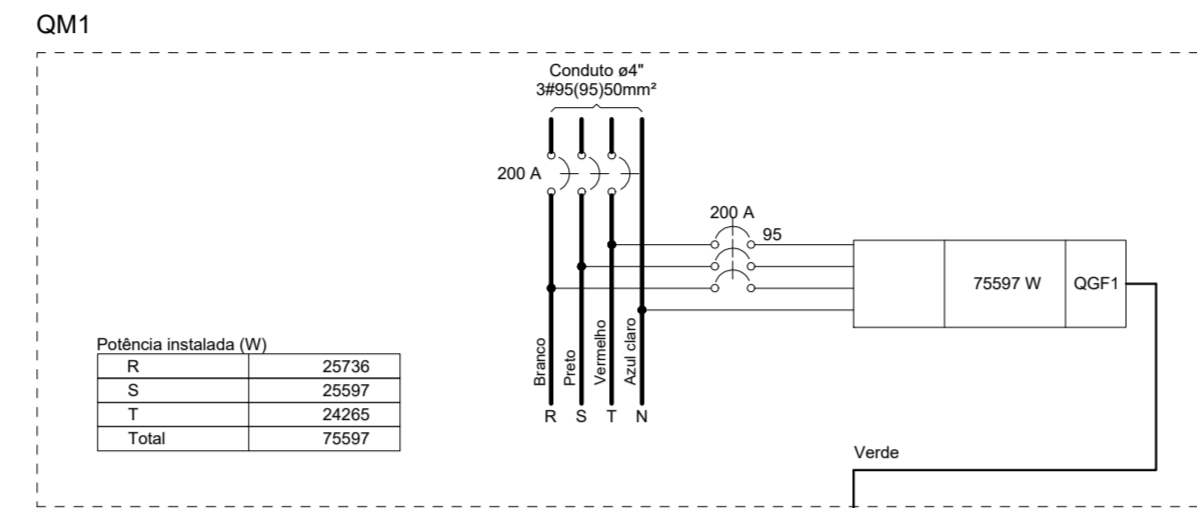 QM1
Conduto ø4"
3#95(95)50mm²
200 A
200 A
95
75597 W QGF1
Branco
Preto
Vermelho
Azul claro
R S T N
Potência instalada (W)
R 25736
S 25597
T 24265
Total 75597
Verde